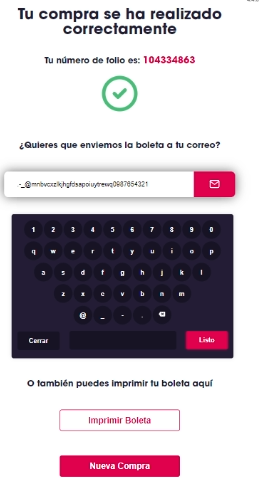 Tu compra se ha realizado
correctamente
Tu número de folio es: 104334863
¿Quieres que enviemos la boleta a tu correo?
-_@mnbvcxzlkjhgfdsapoiuytrewq0987654321
1 2 3 4 5 6 7 8 9 0
q w e r t y u i o p
a s d f g h j k l
z x c v b n m
@ _ - .
Cerrar Listo
O también puedes imprimir tu boleta aquí
Imprimir Boleta
Nueva Compra